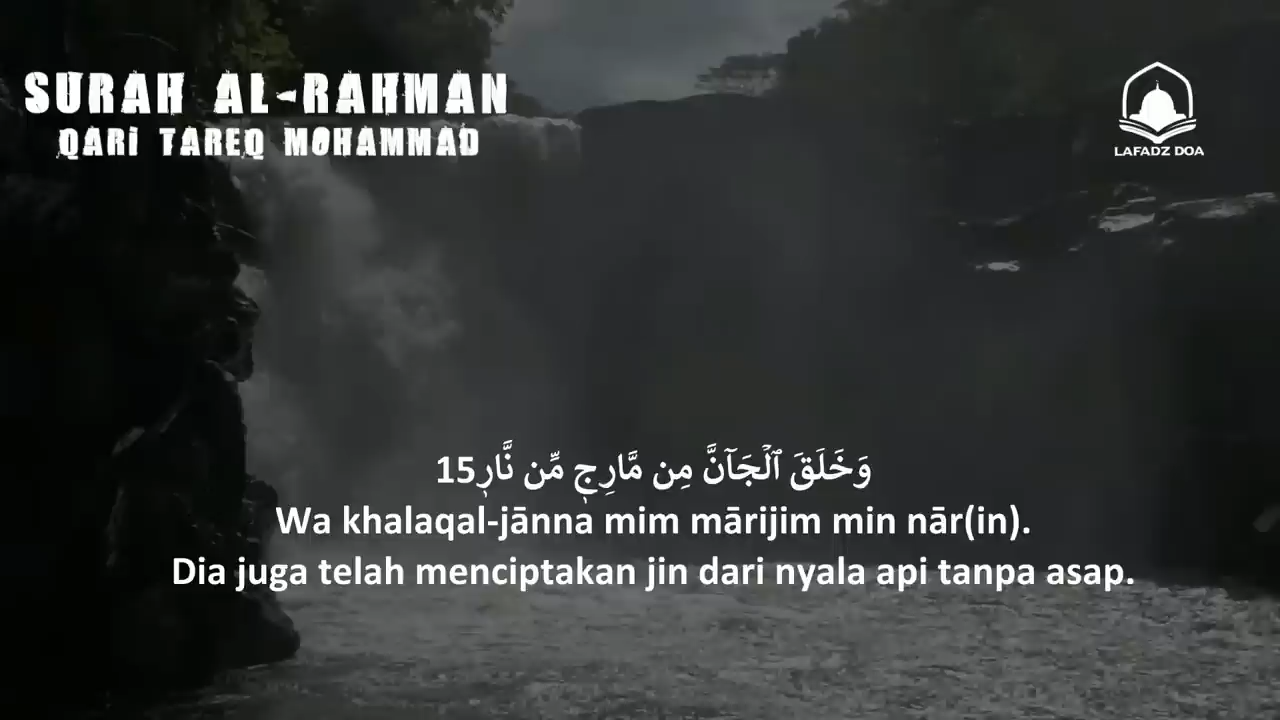 SURAH AL-RAHMAN
QARI TAREQ MOHAMMAD
LAFADZ DOA
وَخَلَقَ ٱلْجَآنَّ مِن مَّارِجٍ مِّن نَّارٍ15
Wa khalaqal-jānna mim mārijim min nār(in).
Dia juga telah menciptakan jin dari nyala api tanpa asap.